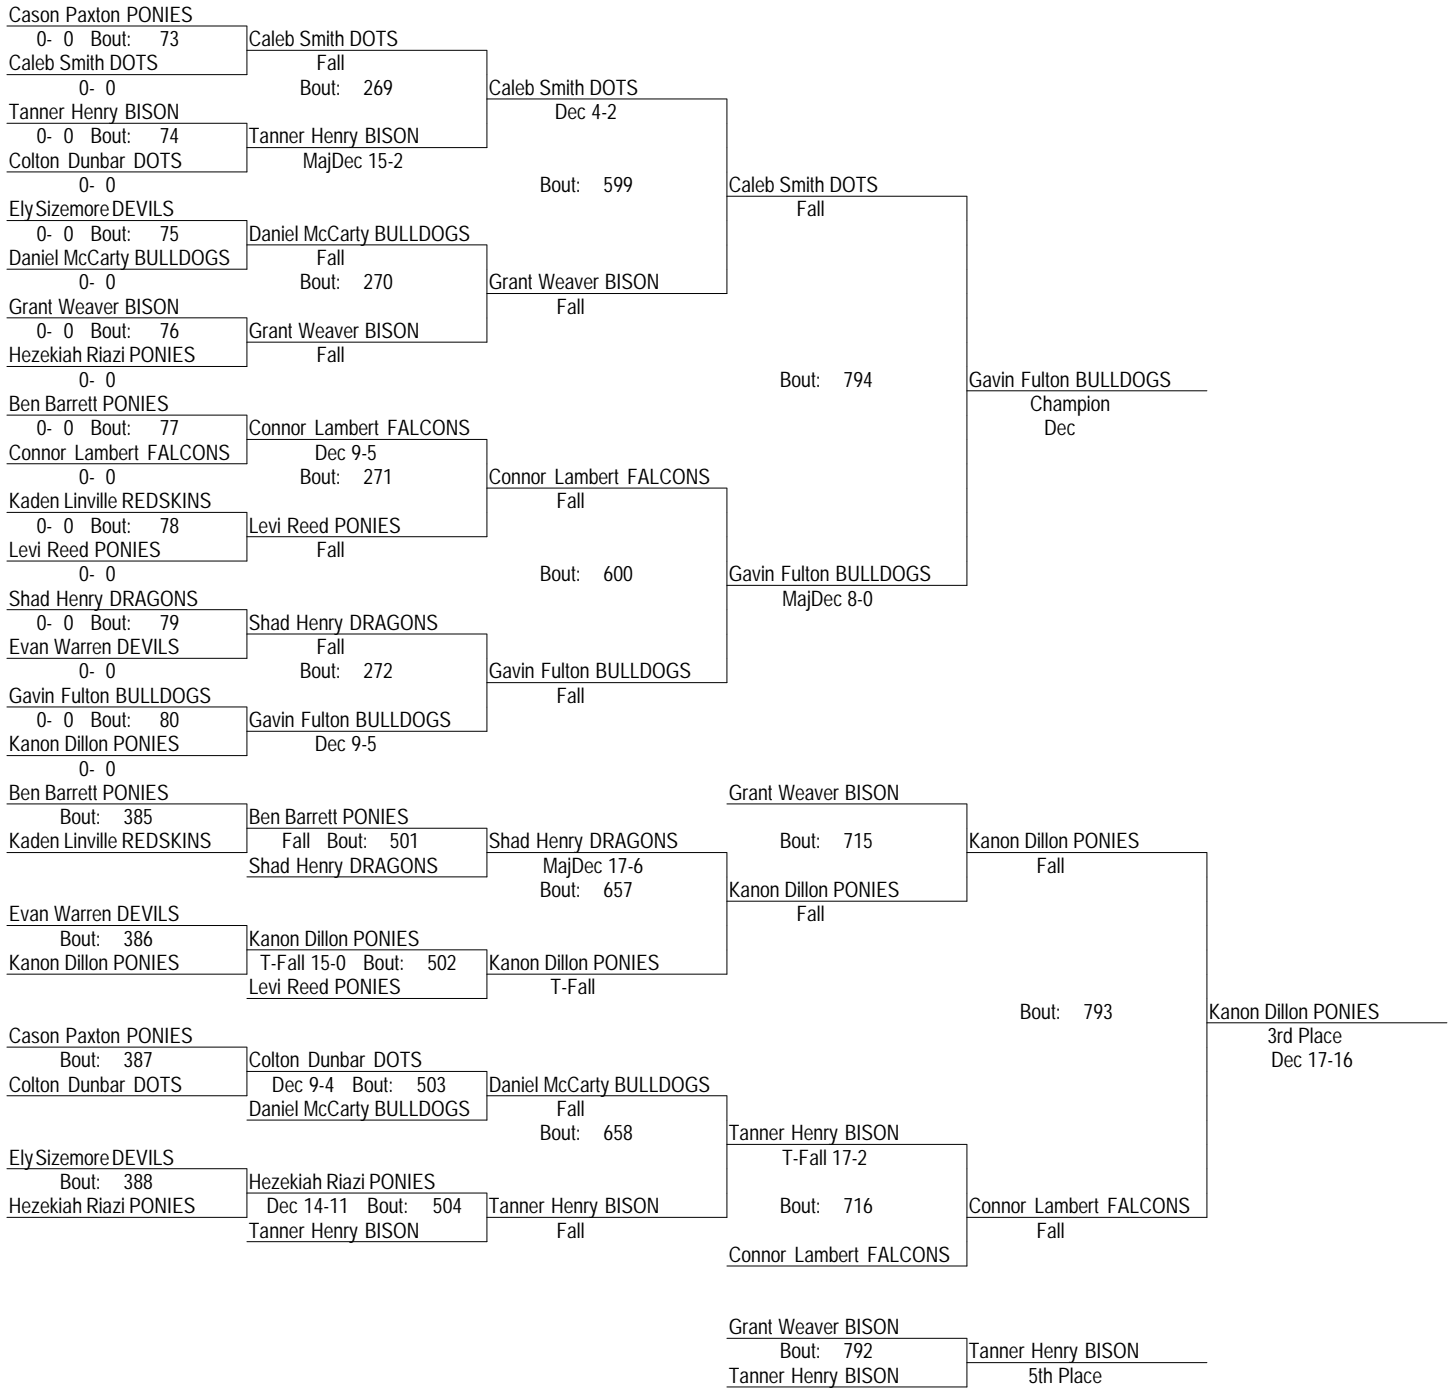 Cason Paxton PONIES
0- 0 Bout: 73 Caleb Smith DOTS
Caleb Smith DOTS Fall
0- 0 Bout: 269 Caleb Smith DOTS
Tanner Henry BISON Dec 4-2
0- 0 Bout: 74 Tanner Henry BISON
Colton Dunbar DOTS MajDec 15-2
0- 0 Bout: 599 Caleb Smith DOTS
Ely Sizemore DEVILS Fall
0- 0 Bout: 75 Daniel McCarty BULLDOGS
Daniel McCarty BULLDOGS Fall
0- 0 Bout: 270 Grant Weaver BISON
Grant Weaver BISON Fall
0- 0 Bout: 76 Grant Weaver BISON
Hezekiah Riazi PONIES Fall
0- 0 Bout: 794 Gavin Fulton BULLDOGS
Ben Barrett PONIES Champion
0- 0 Bout: 77 Connor Lambert FALCONS Dec
Connor Lambert FALCONS Dec 9-5
0- 0 Bout: 271 Connor Lambert FALCONS
Kaden Linville REDSKINS Fall
0- 0 Bout: 78 Levi Reed PONIES
Levi Reed PONIES Fall
0- 0 Bout: 600 Gavin Fulton BULLDOGS
Shad Henry DRAGONS MajDec 8-0
0- 0 Bout: 79 Shad Henry DRAGONS
Evan Warren DEVILS Fall
0- 0 Bout: 272 Gavin Fulton BULLDOGS
Gavin Fulton BULLDOGS Fall
0- 0 Bout: 80 Gavin Fulton BULLDOGS
Kanon Dillon PONIES Dec 9-5
0- 0
Ben Barrett PONIES Grant Weaver BISON
Bout: 385 Ben Barrett PONIES
Kaden Linville REDSKINS Fall Bout: 501 Shad Henry DRAGONS Bout: 715 Kanon Dillon PONIES
Shad Henry DRAGONS MajDec 17-6 Fall
Bout: 657 Kanon Dillon PONIES
Evan Warren DEVILS Fall
Bout: 386 Kanon Dillon PONIES
Kanon Dillon PONIES T-Fall 15-0 Bout: 502 Kanon Dillon PONIES
Levi Reed PONIES T-Fall
Bout: 793 Kanon Dillon PONIES
Cason Paxton PONIES 3rd Place
Bout: 387 Colton Dunbar DOTS Dec 17-16
Colton Dunbar DOTS Dec 9-4 Bout: 503 Daniel McCarty BULLDOGS
Daniel McCarty BULLDOGS Fall
Bout: 658 Tanner Henry BISON
Ely Sizemore DEVILS T-Fall 17-2
Bout: 388 Hezekiah Riazi PONIES
Hezekiah Riazi PONIES Dec 14-11 Bout: 504 Tanner Henry BISON Bout: 716 Connor Lambert FALCONS
Tanner Henry BISON Fall Fall
Connor Lambert FALCONS
Grant Weaver BISON
Bout: 792 Tanner Henry BISON
Tanner Henry BISON 5th Place